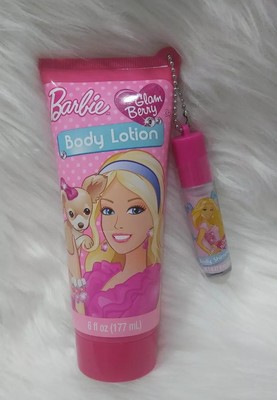 Barbie
Glam
Berry
Body Lotion
6 fl oz (177 mL)